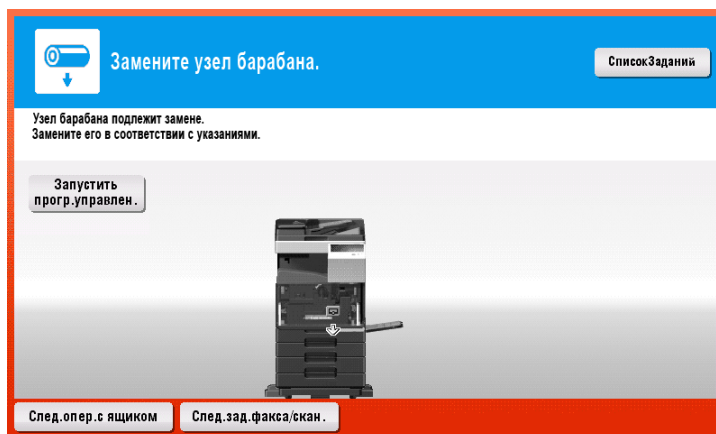 Замените узел барабана.
СписокЗаданий
Узел барабана подлежит замене.
Замените его в соответствии с указаниями.
Запустить
прогр.управлен.
След.опер.с ящиком
След.зад.факса/скан.